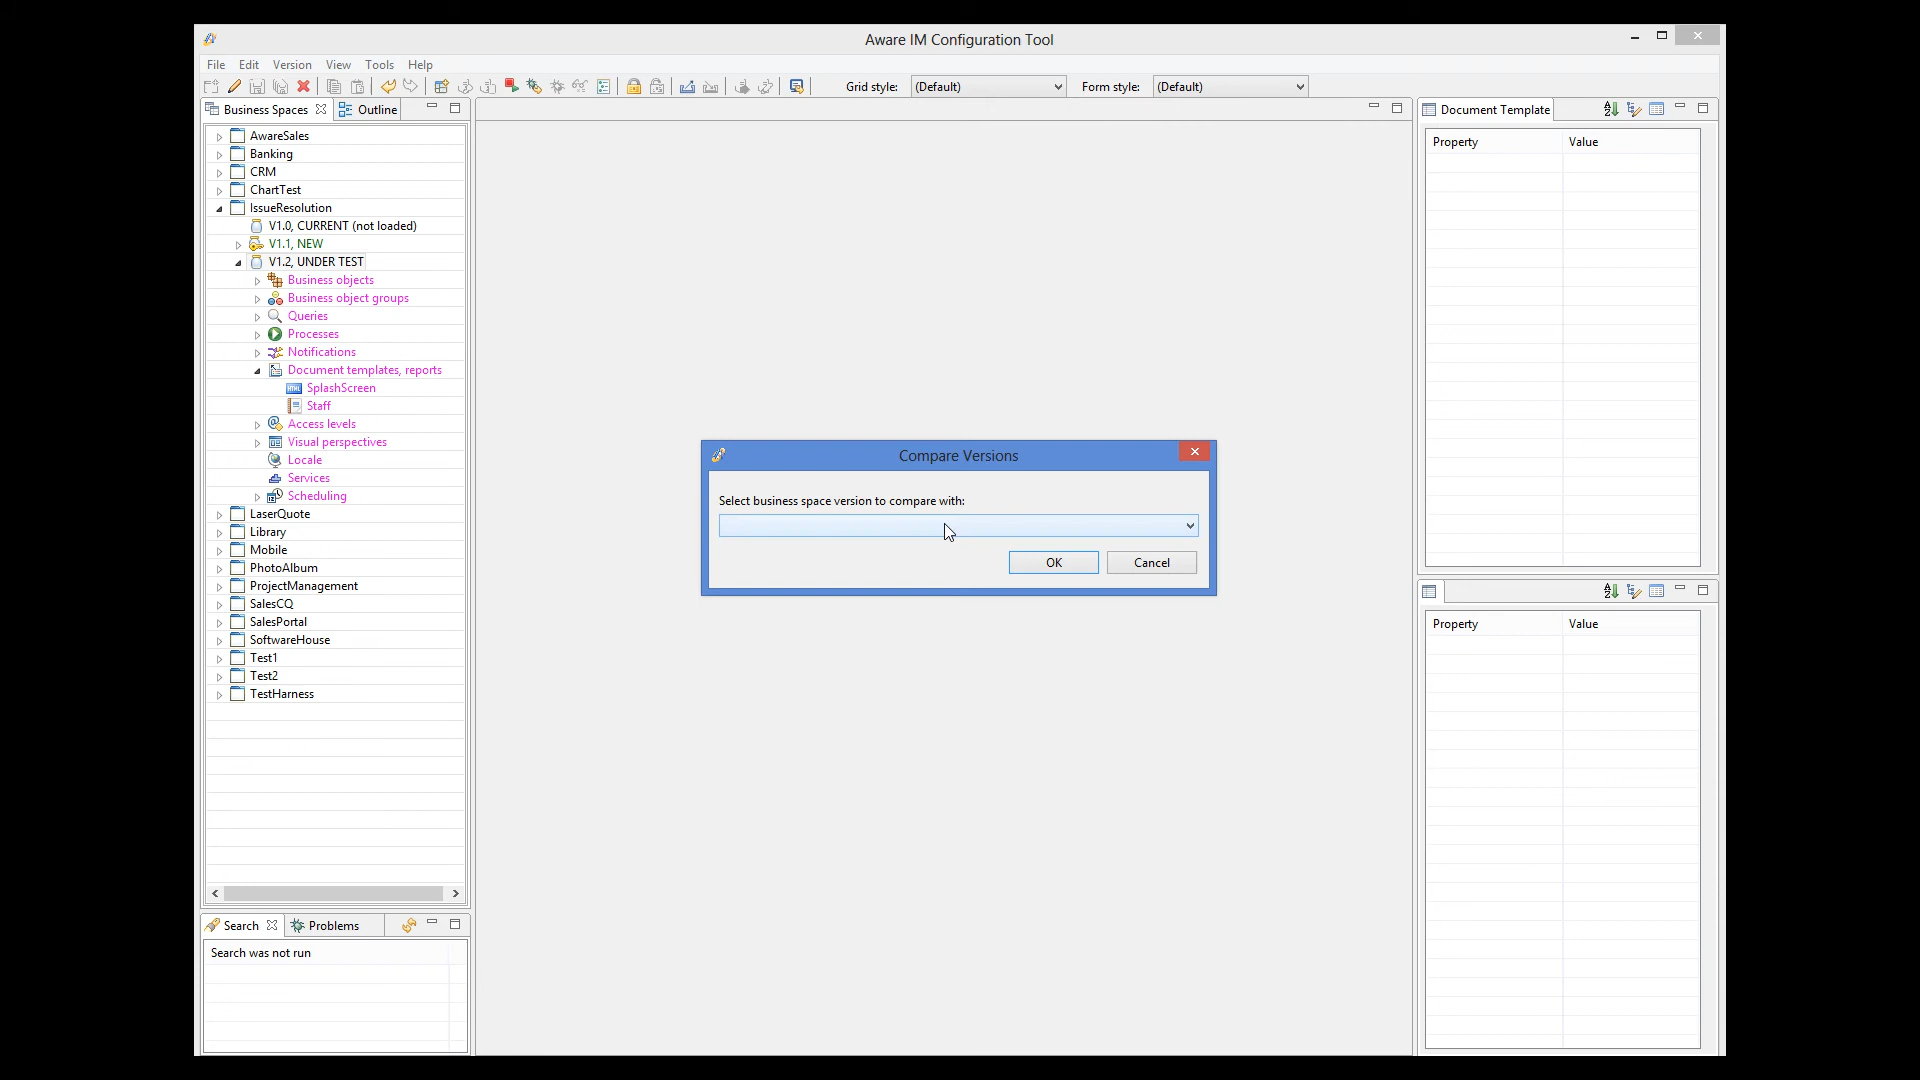 Aware IM Configuration Tool
File Edit Version View Tools Help
Grid style: (Default) Form style: (Default)
Business Spaces Outline
AwareSales
Banking
CRM
ChartTest
IssueResolution
V1.0, CURRENT (not loaded)
V1.1, NEW
V1.2, UNDER TEST
Business objects
Business object groups
Queries
Processes
Notifications
Document templates, reports
SplashScreen
Staff
Access levels
Visual perspectives
Locale
Services
Scheduling
LaserQuote
Library
Mobile
PhotoAlbum
ProjectManagement
SalesCQ
SalesPortal
SoftwareHouse
Test1
Test2
TestHarness
Search Problems
Search was not run
Compare Versions
Select business space version to compare with:
OK Cancel
Document Template
Property Value
Property Value